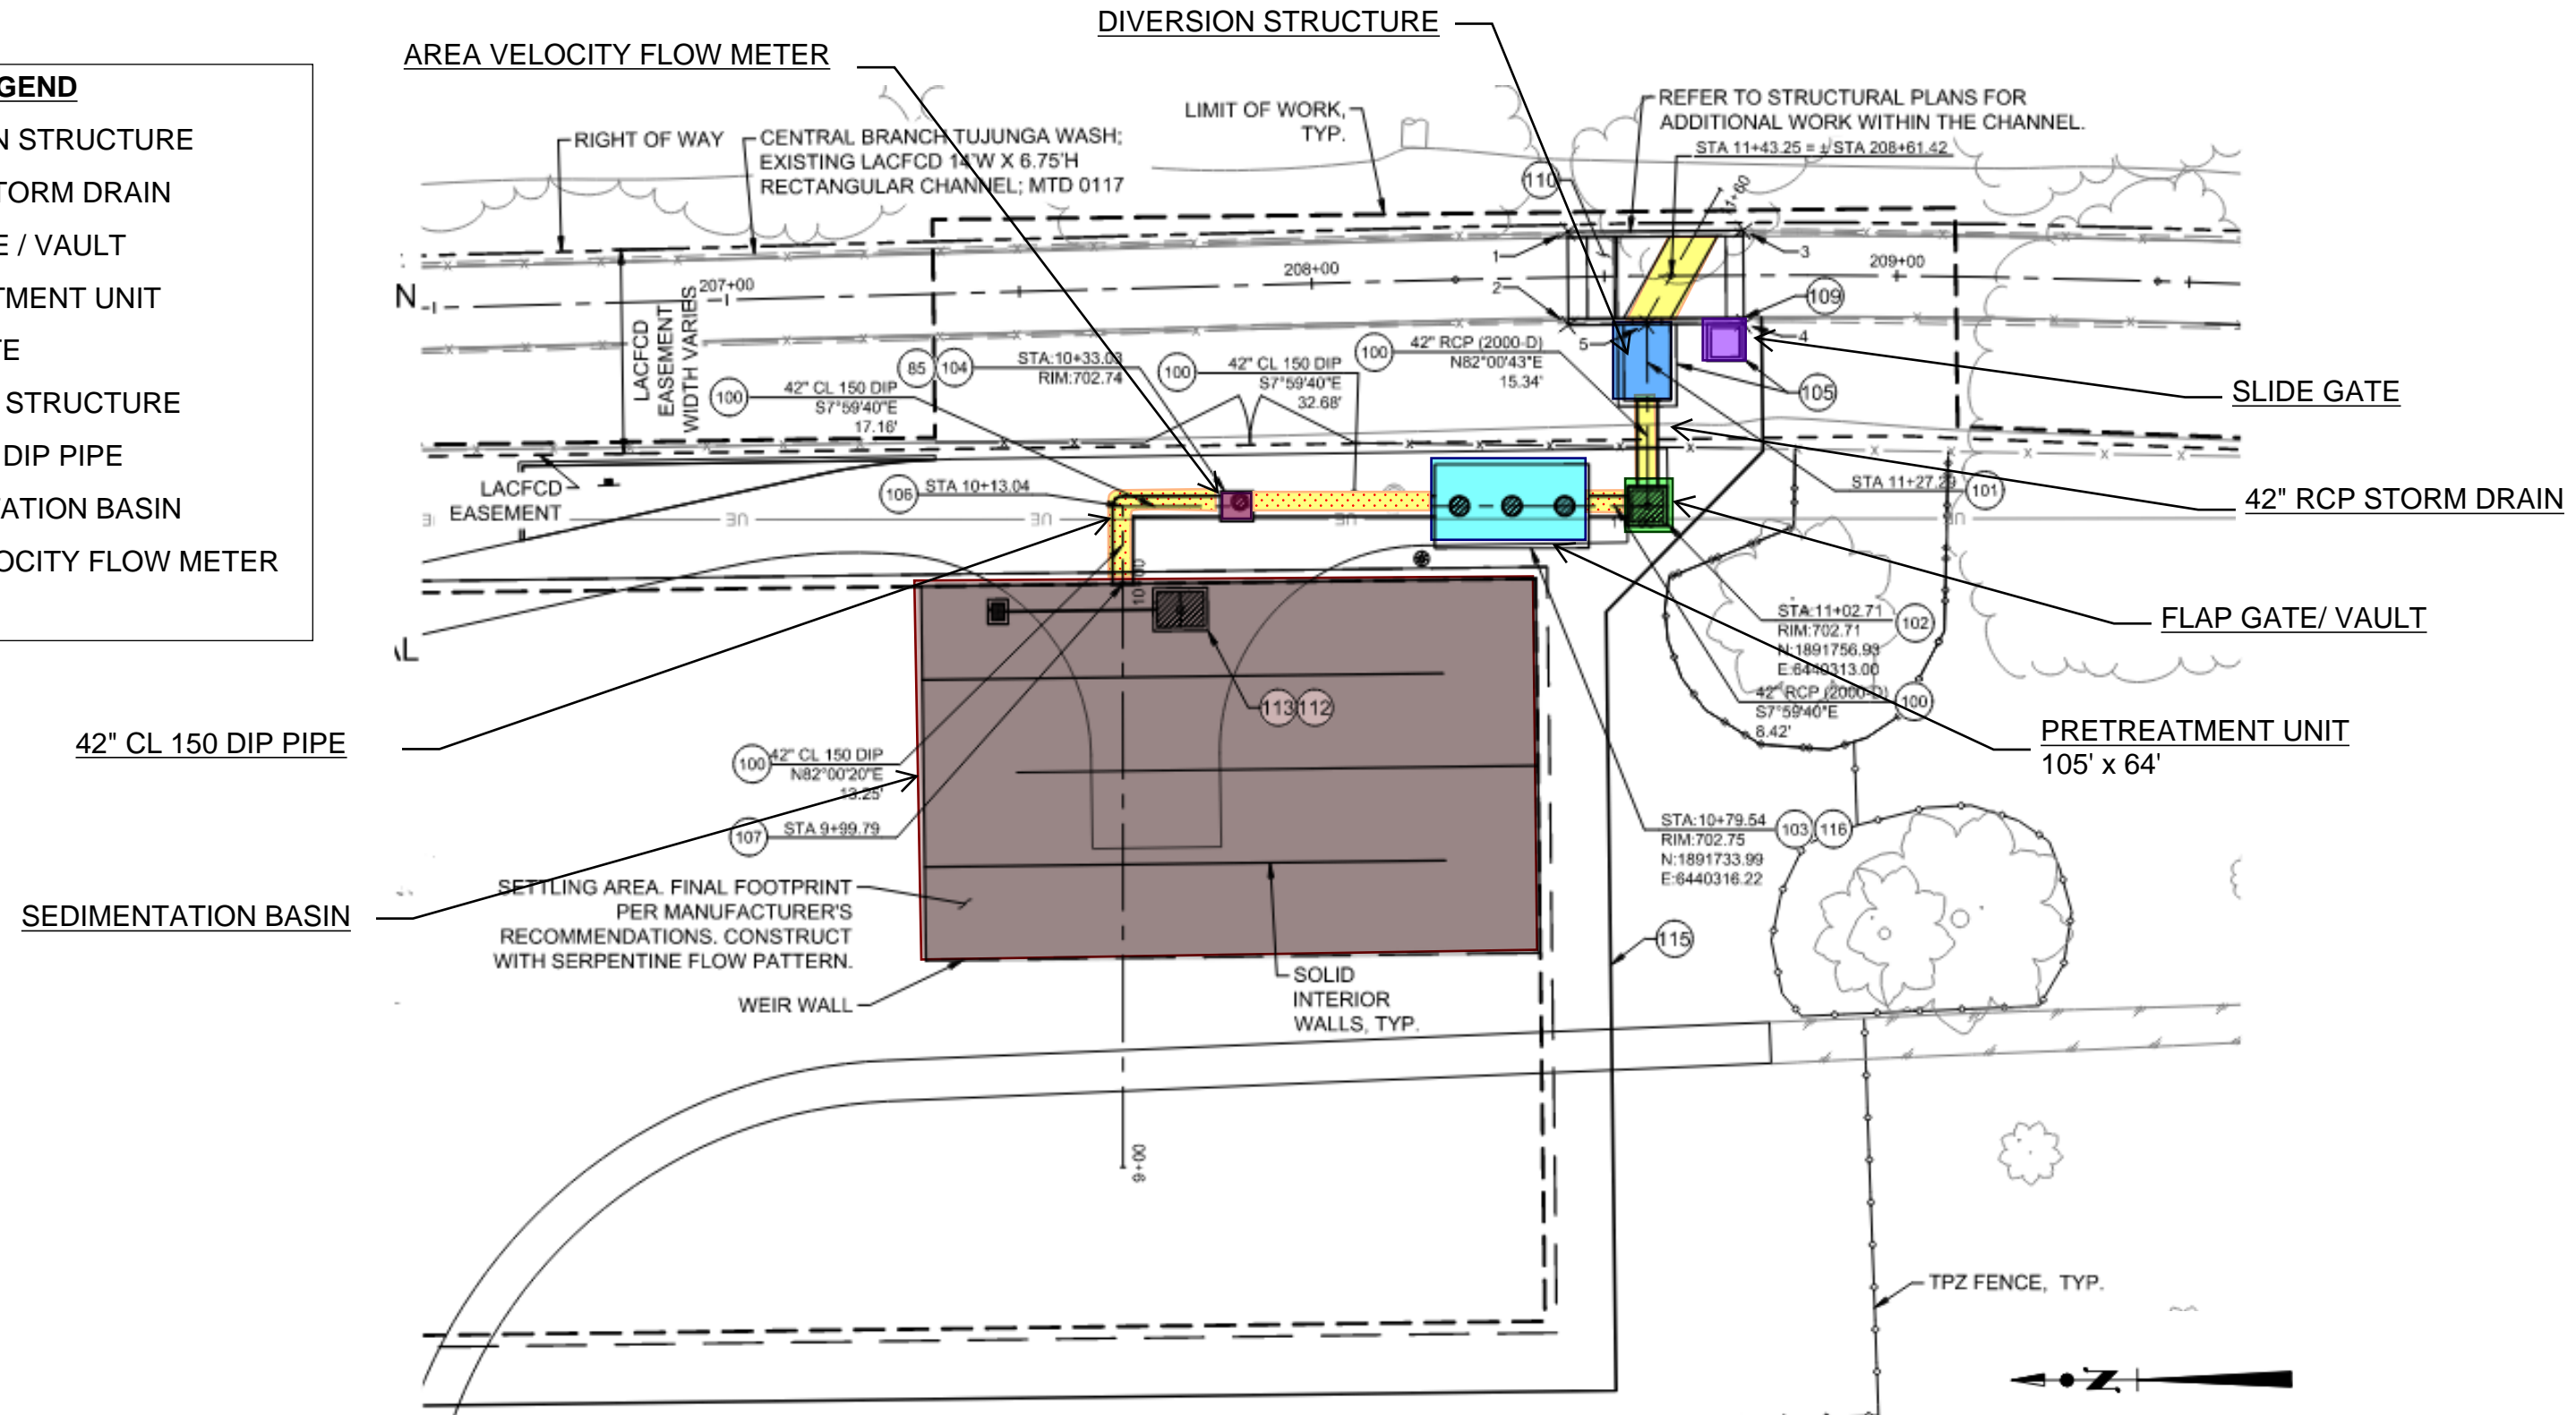 DIVERSION STRUCTURE
AREA VELOCITY FLOW METER
GEND
N STRUCTURE
TORM DRAIN
E / VAULT
TMENT UNIT
TE
STRUCTURE
DIP PIPE
TATION BASIN
OCITY FLOW METER
RIGHT OF WAY
CENTRAL BRANCH TUJUNGA WASH;
EXISTING LACFCD 14'W X 6.75'H
RECTANGULAR CHANNEL; MTD 0117
LIMIT OF WORK,
TYP.
REFER TO STRUCTURAL PLANS FOR
ADDITIONAL WORK WITHIN THE CHANNEL.
STA 11+43.25 = ± STA 208+61.42
110
11+60
1
2
3
4
5
N
207+00
208+00
209+00
109
105
LACFCD
EASEMENT
WIDTH VARIES
85
104
STA:10+33.03
RIM:702.74
100
42" CL 150 DIP
S7°59'40"E
17.16'
100
42" CL 150 DIP
S7°59'40"E
32.68'
100
42" RCP (2000-D)
N82°00'43"E
15.34'
SLIDE GATE
42" RCP STORM DRAIN
STA 11+27.29
101
LACFCD
EASEMENT
106
STA 10+13.04
UE
UE
UE
UE
10+00
FLAP GATE/ VAULT
STA:11+02.71
RIM:702.71
N:1891756.93
E:6440313.00
102
42" RCP (2000-D)
S7°59'40"E
8.42'
100
AL
113
112
42" CL 150 DIP PIPE
100
42" CL 150 DIP
N82°00'20"E
13.25'
PRETREATMENT UNIT
105' x 64'
107
STA 9+99.79
STA:10+79.54
RIM:702.75
N:1891733.99
E:6440316.22
103
116
SEDIMENTATION BASIN
SETTLING AREA. FINAL FOOTPRINT
PER MANUFACTURER'S
RECOMMENDATIONS. CONSTRUCT
WITH SERPENTINE FLOW PATTERN.
115
WEIR WALL
SOLID
INTERIOR
WALLS, TYP.
9+00
TPZ FENCE, TYP.
N